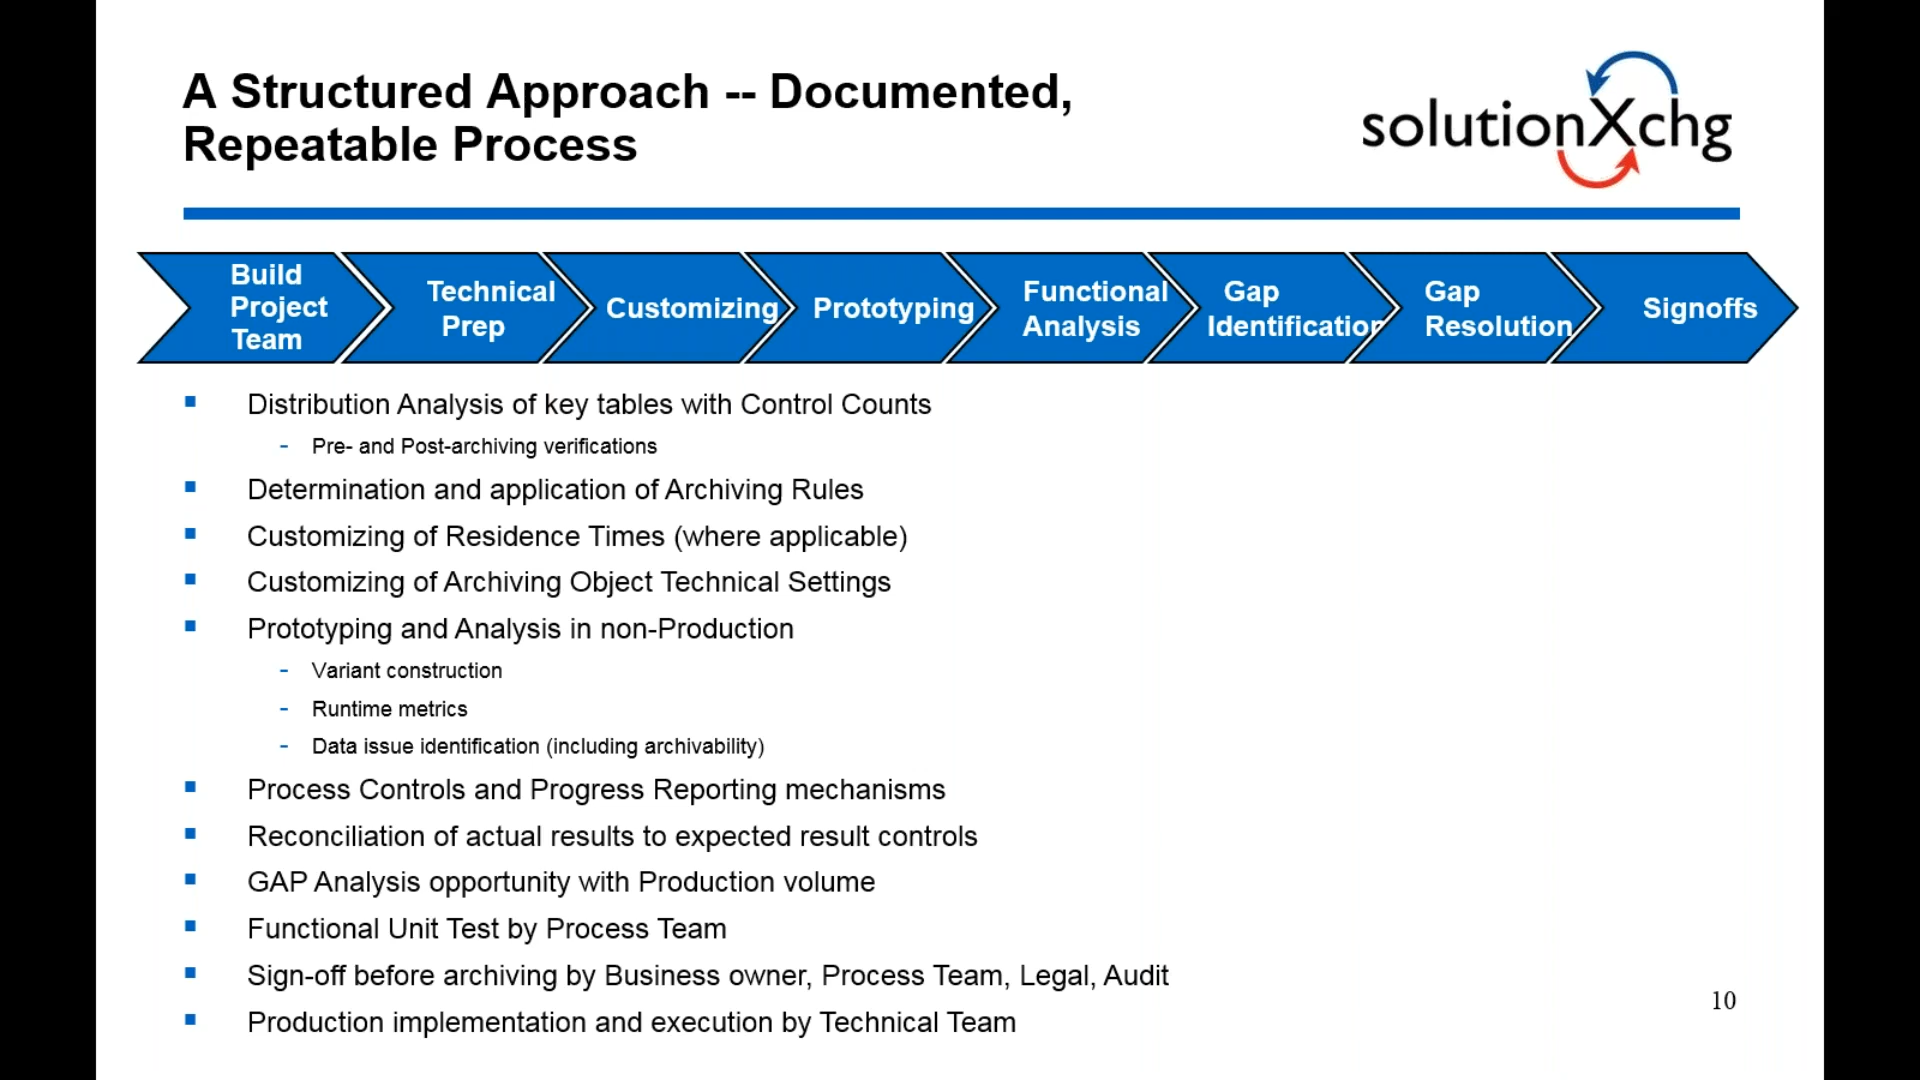 A Structured Approach -- Documented,
Repeatable Process
solutionXchg
Build
Project
Team
Technical
Prep
Customizing
Prototyping
Functional
Analysis
Gap
Identification
Gap
Resolution
Signoffs
▪ Distribution Analysis of key tables with Control Counts
- Pre- and Post-archiving verifications
▪ Determination and application of Archiving Rules
▪ Customizing of Residence Times (where applicable)
▪ Customizing of Archiving Object Technical Settings
▪ Prototyping and Analysis in non-Production
- Variant construction
- Runtime metrics
- Data issue identification (including archivability)
▪ Process Controls and Progress Reporting mechanisms
▪ Reconciliation of actual results to expected result controls
▪ GAP Analysis opportunity with Production volume
▪ Functional Unit Test by Process Team
▪ Sign-off before archiving by Business owner, Process Team, Legal, Audit
▪ Production implementation and execution by Technical Team
10